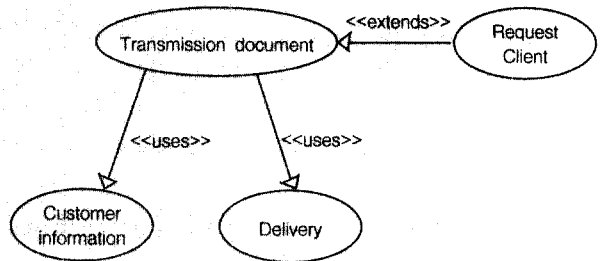 <<extends>>
Transmission document
Request
Client
<<uses>>
<<uses>>
Customer
information
Delivery